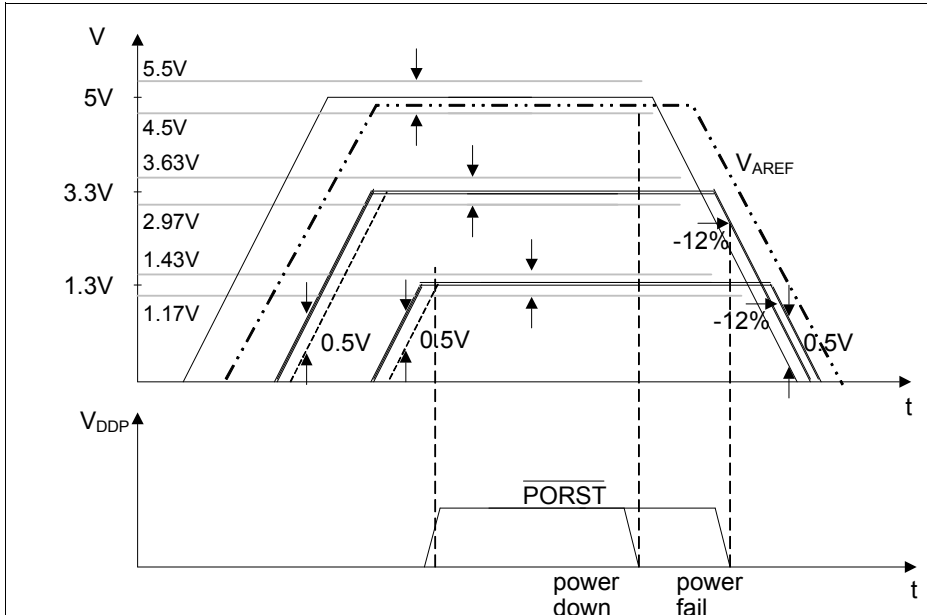 V
5.5V
5V
4.5V
3.63V
3.3V
2.97V
1.43V
1.3V
1.17V
VAREF
-12%
-12%
0.5V
0.5V
0.5V
t
VDDP
PORST
t
power down
power fail